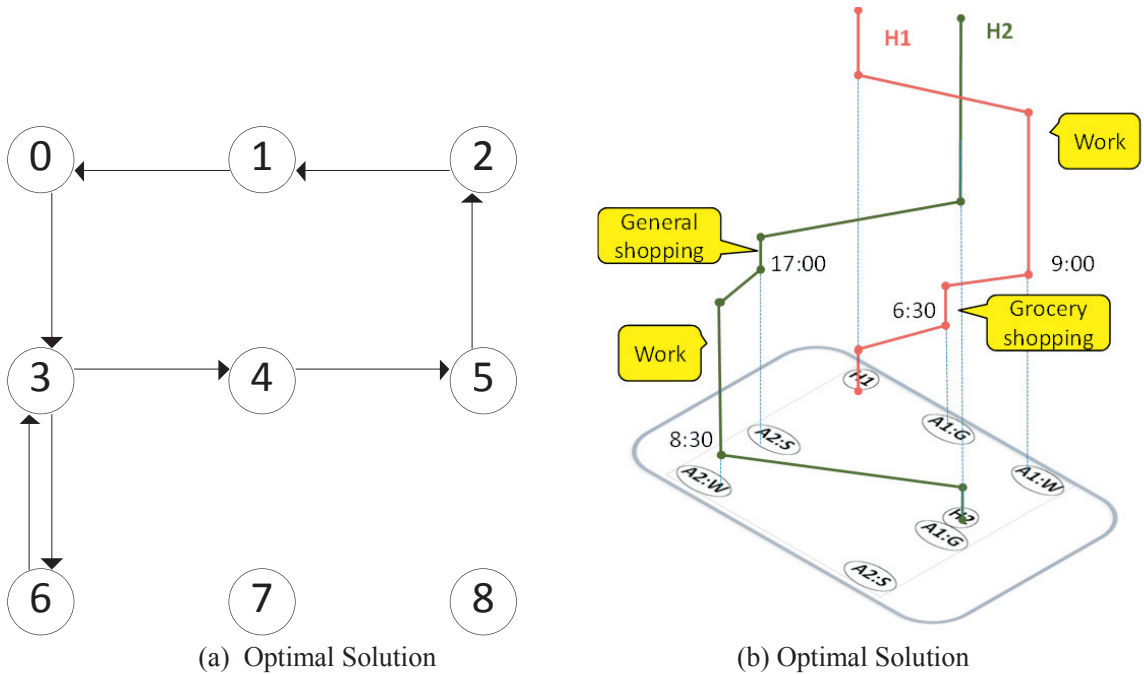 0
1
2
3
4
5
6
7
8
(a) Optimal Solution
H1
H2
Work
General
shopping
17:00
9:00
6:30
Grocery
shopping
Work
H1
8:30
A2:S
A1:G
A2:W
A1:W
H2
A1:G
A2:S
(b) Optimal Solution